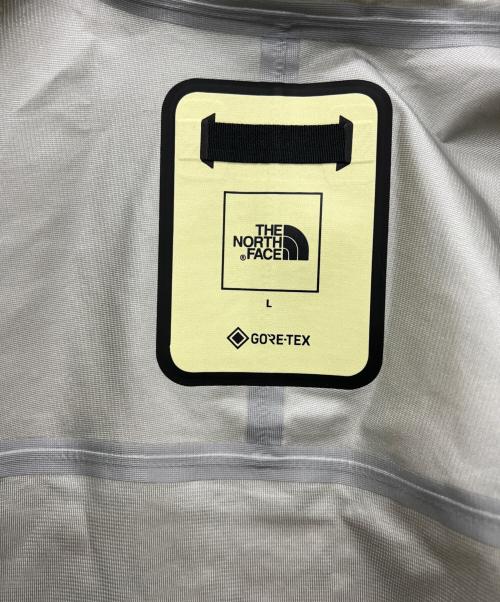 THE
NORTH
® FACE
L
GORE-TEX